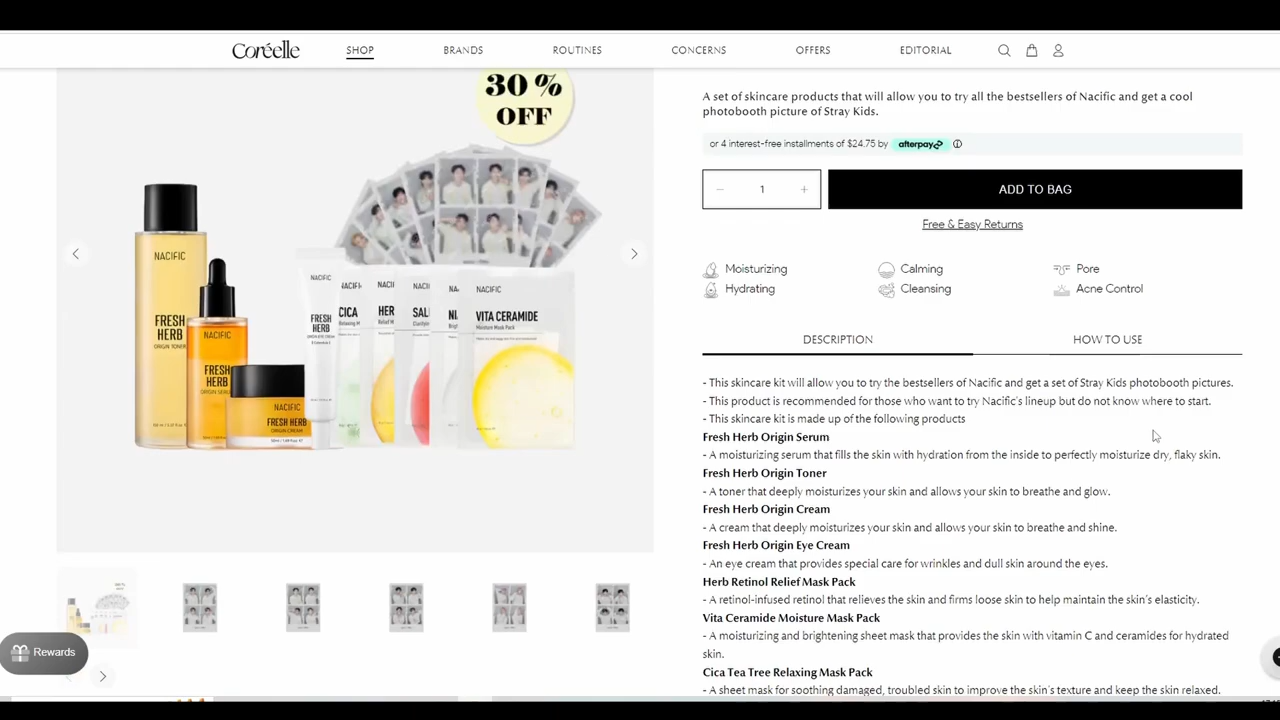 Coréelle
SHOP
BRANDS
ROUTINES
CONCERNS
OFFERS
EDITORIAL
30 %
OFF
NACIFIC
FRESH
HERB
ORIGIN TONER
NACIFIC
FRESH
HERB
ORIGIN SERUM
NACIFIC
FRESH HERB
ORIGIN CREAM
NACIFIC
FRESH
HERB
CICA
HER
SAL
NACIFIC
VITA CERAMIDE
Moisture Mask Pack
A set of skincare products that will allow you to try all the bestsellers of Nacific and get a cool
photobooth picture of Stray Kids.
or 4 interest-free installments of $24.75 by afterpay
1
ADD TO BAG
Free & Easy Returns
Moisturizing
Calming
Pore
Hydrating
Cleansing
Acne Control
DESCRIPTION
HOW TO USE
- This skincare kit will allow you to try the bestsellers of Nacific and get a set of Stray Kids photobooth pictures.
- This product is recommended for those who want to try Nacific's lineup but do not know where to start.
- This skincare kit is made up of the following products
Fresh Herb Origin Serum
- A moisturizing serum that fills the skin with hydration from the inside to perfectly moisturize dry, flaky skin.
Fresh Herb Origin Toner
- A toner that deeply moisturizes your skin and allows your skin to breathe and glow.
Fresh Herb Origin Cream
- A cream that deeply moisturizes your skin and allows your skin to breathe and shine.
Fresh Herb Origin Eye Cream
- An eye cream that provides special care for wrinkles and dull skin around the eyes.
Herb Retinol Relief Mask Pack
- A retinol-infused retinol that relieves the skin and firms loose skin to help maintain the skin's elasticity.
Vita Ceramide Moisture Mask Pack
- A moisturizing and brightening sheet mask that provides the skin with vitamin C and ceramides for hydrated
skin.
Cica Tea Tree Relaxing Mask Pack
- A sheet mask for soothing damaged, troubled skin to improve the skin's texture and keep the skin relaxed.
Rewards